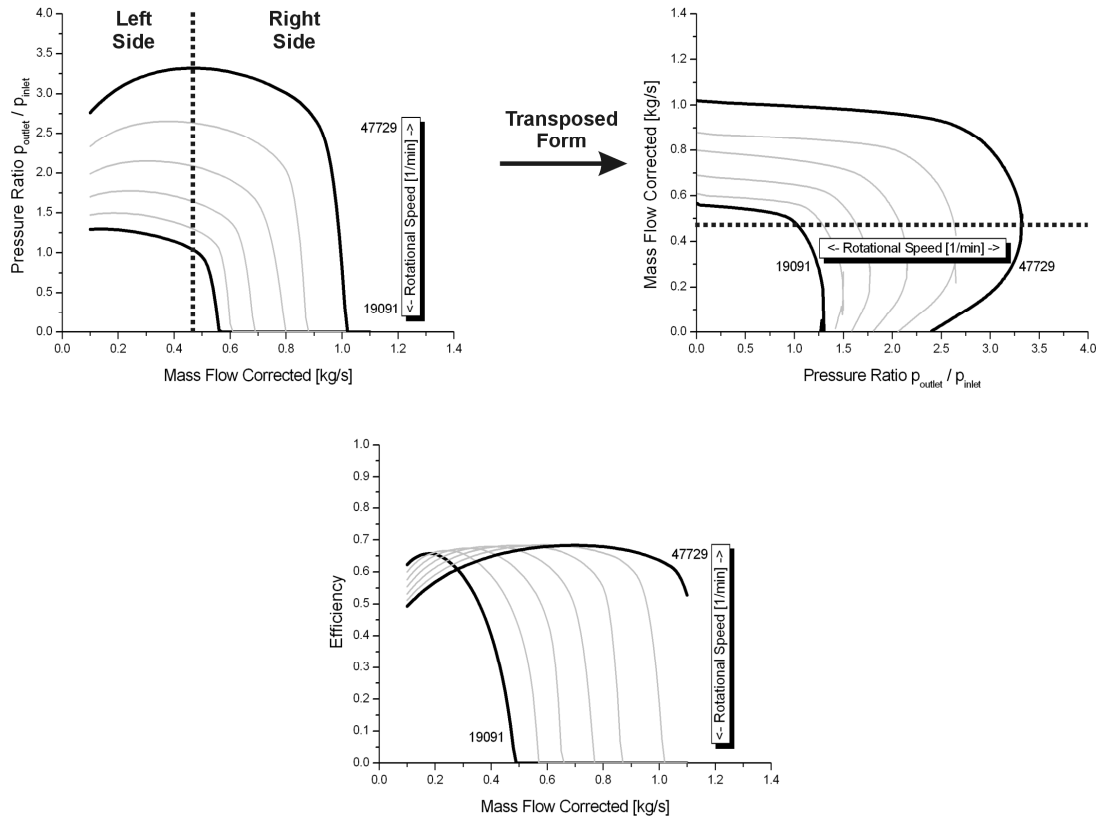 Left
Side
Right
Side
Pressure Ratio p_outlet / p_inlet
4.0
3.5
3.0
2.5
2.0
1.5
1.0
0.5
0.0
47729
19091
<- Rotational Speed [1/min] ->
0.0 0.2 0.4 0.6 0.8 1.0 1.2 1.4
Mass Flow Corrected [kg/s]
Transposed
Form
Mass Flow Corrected [kg/s]
1.4
1.2
1.0
0.8
0.6
0.4
0.2
0.0
<- Rotational Speed [1/min] ->
19091
47729
0.0 0.5 1.0 1.5 2.0 2.5 3.0 3.5 4.0
Pressure Ratio p_outlet / p_inlet
Efficiency
1.0
0.9
0.8
0.7
0.6
0.5
0.4
0.3
0.2
0.1
0.0
47729
19091
<- Rotational Speed [1/min] ->
0.0 0.2 0.4 0.6 0.8 1.0 1.2 1.4
Mass Flow Corrected [kg/s]